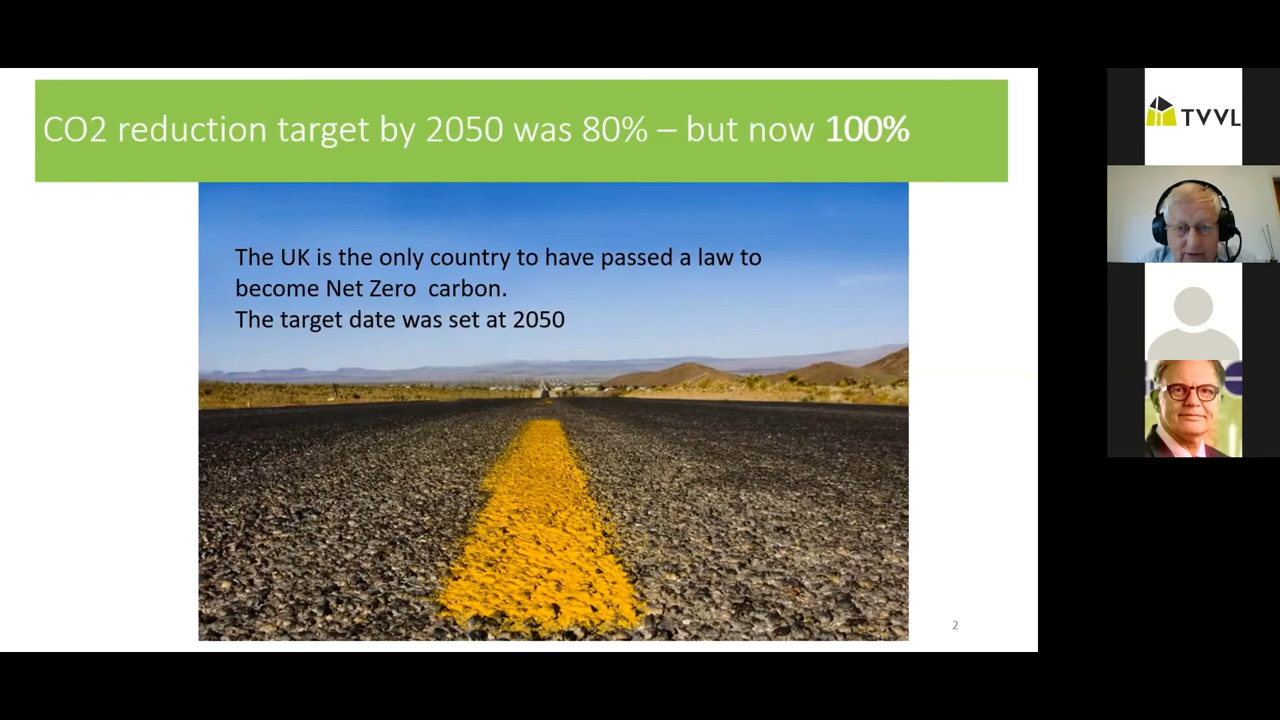 CO2 reduction target by 2050 was 80% – but now 100%
The UK is the only country to have passed a law to
become Net Zero  carbon.
The target date was set at 2050
2
TVVL